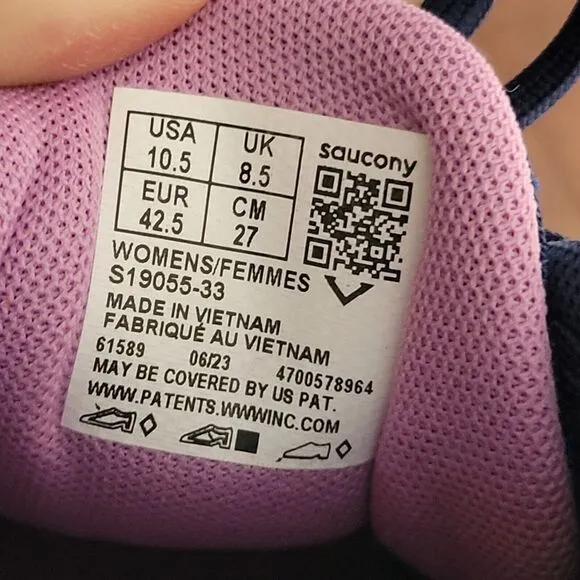 USA 10.5
UK 8.5
EUR 42.5
CM 27
saucony
WOMENS/FEMMES
S19055-33
MADE IN VIETNAM
FABRIQUÉ AU VIETNAM
61589 06/23 4700578964
MAY BE COVERED BY US PAT.
WWW.PATENTS.WWWINC.COM